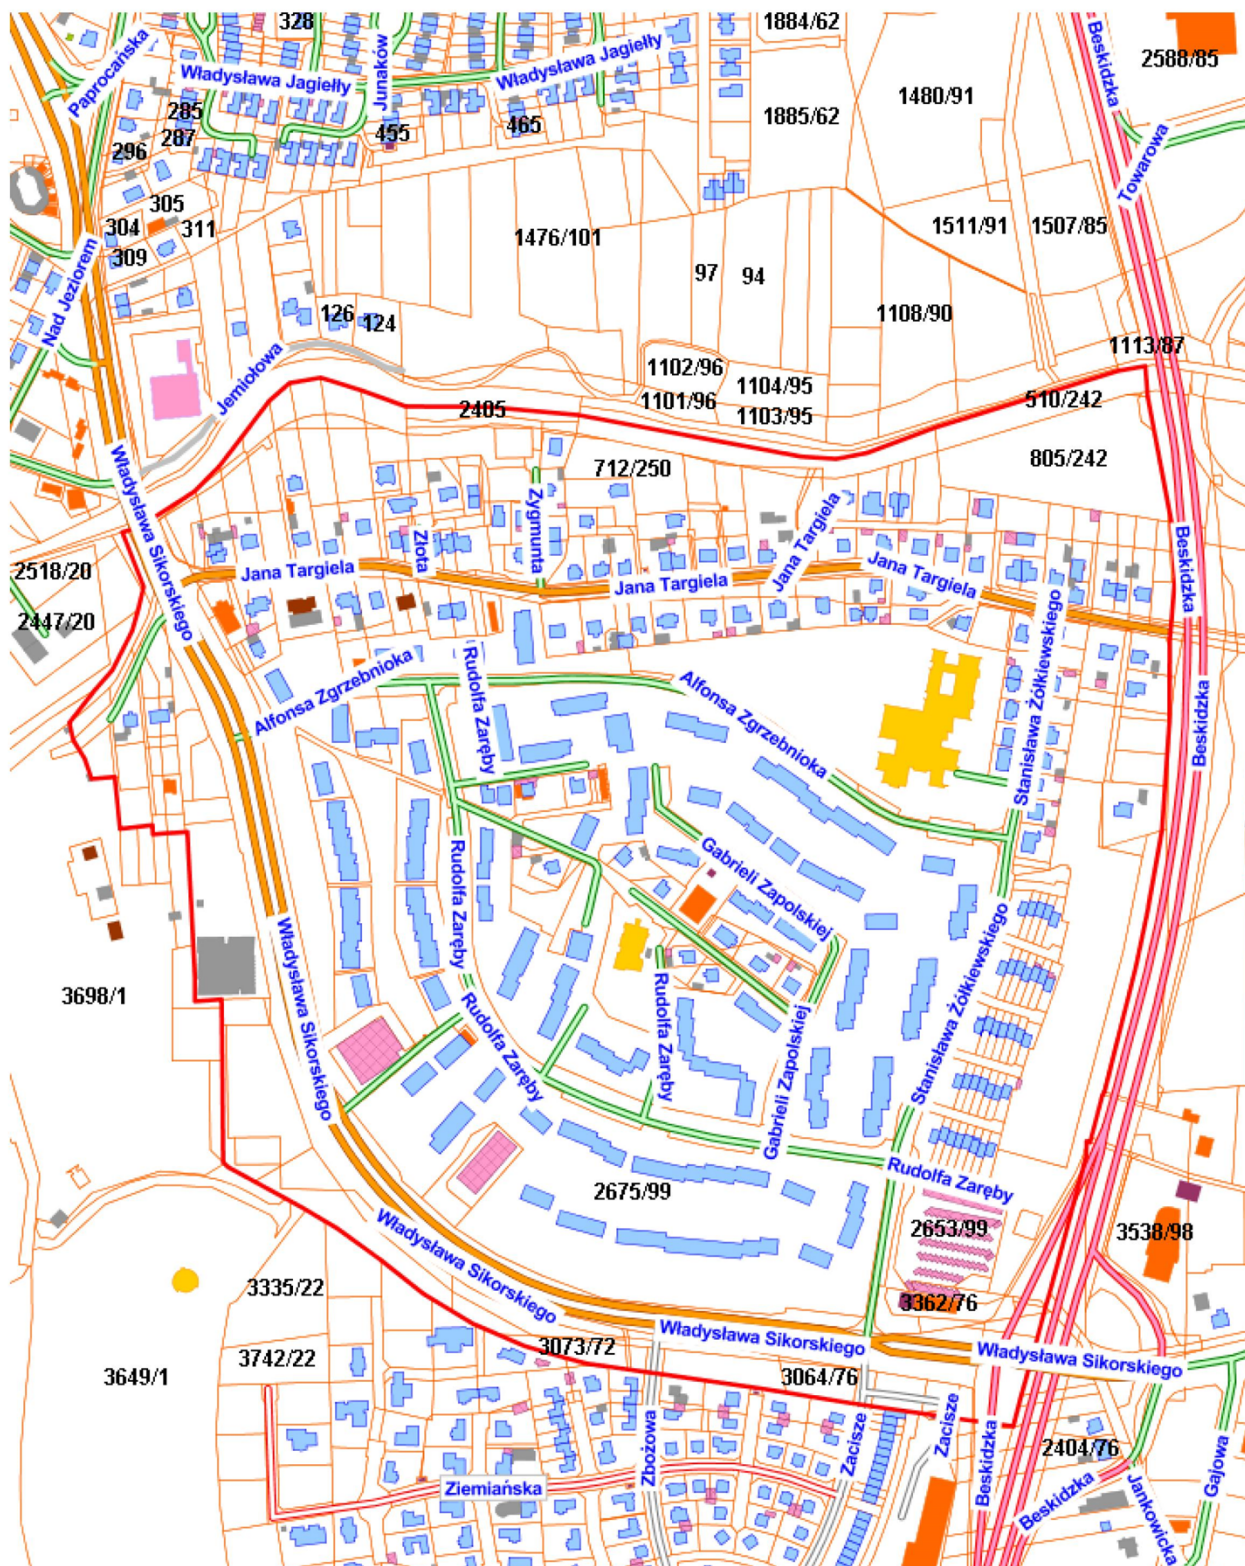 328
1884/62
Beskidzka
2588/85
Paprocańska
Władysława Jagiełły
Junaków
Władysława Jagiełły
1480/91
285
1885/62
287
455
465
296
Towarowa
305
304
311
1511/91
1507/85
309
1476/101
97
94
Nad Jeziorem
126
124
1108/90
1113/87
1102/96
Jemiołowa
1104/95
2405
1101/96
1103/95
510/242
712/250
805/242
Władysława Sikorskiego
Złota
Zygmunta
Jana Targiela
Beskidzka
2518/20
Jana Targiela
Jana Targiela
Jana Targiela
2447/20
Stanisława Żółkiewskiego
Alfonsa Zgrzebnioka
Rudolfa Zaręby
Alfonsa Zgrzebnioka
Beskidzka
Gabrieli Zapolskiej
Rudolfa Zaręby
Stanisława Żółkiewskiego
3698/1
Władysława Sikorskiego
Rudolfa Zaręby
Rudolfa Zaręby
Gabrieli Zapolskiej
Rudolfa Zaręby
2675/99
2653/99
3538/98
3335/22
Władysława Sikorskiego
3362/76
3742/22
3073/72
Władysława Sikorskiego
Władysława Sikorskiego
3649/1
3064/76
Zbożowa
Zacisze
Zacisze
Beskidzka
2404/76
Ziemiańska
Beskidzka
Jankowicka
Gajowa